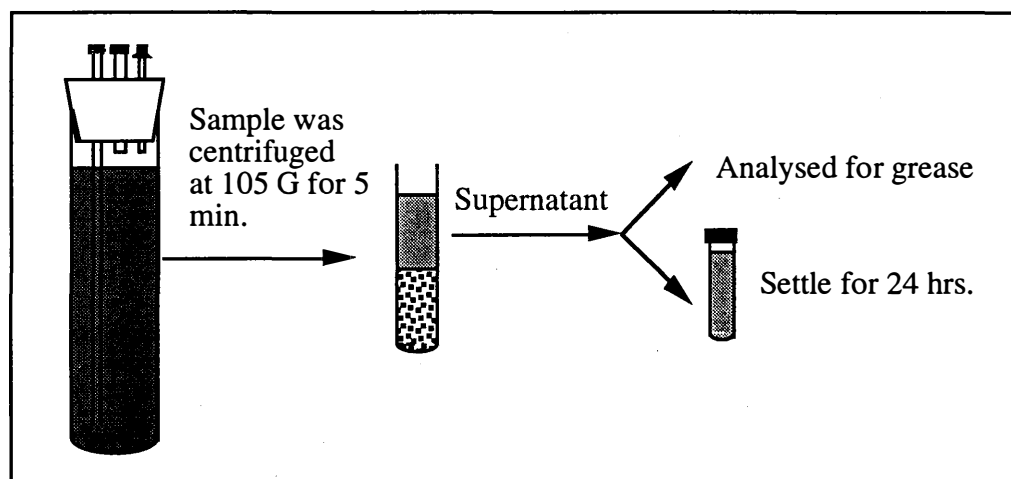 Sample was
centrifuged
at 105 G for 5
min.
Supernatant
Analysed for grease
Settle for 24 hrs.